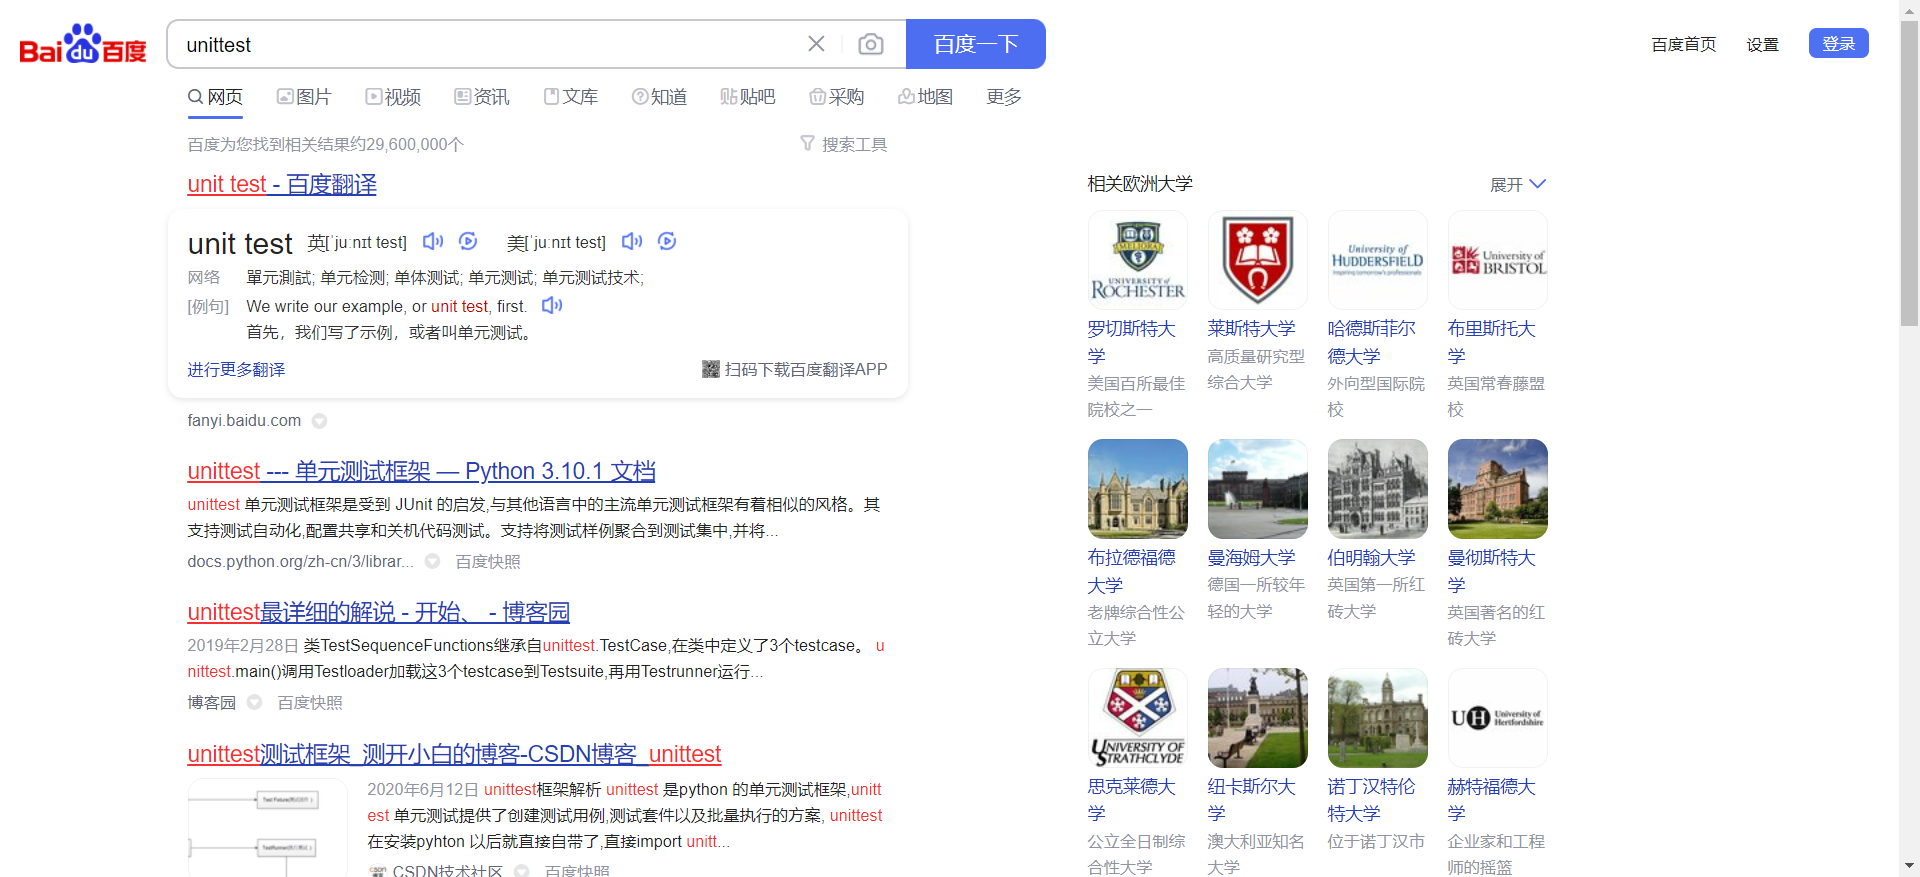 Bai du 百度
unittest
百度一下
百度首页 设置 登录
网页 图片 视频 资讯 文库 知道 贴吧 采购 地图 更多
百度为您找到相关结果约29,600,000个 搜索工具
unit test - 百度翻译
unit test 英[ˈjuːnɪt test] 美[ˈjuːnɪt test]
网络 單元測試; 单元检测; 单体测试; 单元测试; 单元测试技术;
[例句] We write our example, or unit test, first.
首先，我们写了示例，或者叫单元测试。
进行更多翻译 扫码下载百度翻译APP
fanyi.baidu.com
unittest --- 单元测试框架 — Python 3.10.1 文档
unittest 单元测试框架是受到 JUnit 的启发,与其他语言中的主流单元测试框架有着相似的风格。其
支持测试自动化,配置共享和关机代码测试。支持将测试样例聚合到测试集中,并将...
docs.python.org/zh-cn/3/librar... 百度快照
unittest最详细的解说 - 开始、 - 博客园
2019年2月28日 类TestSequenceFunctions继承自unittest.TestCase,在类中定义了3个testcase。 u
nittest.main()调用Testloader加载这3个testcase到Testsuite,再用Testrunner运行...
博客园 百度快照
unittest测试框架_测开小白的博客-CSDN博客_unittest
2020年6月12日 unittest框架解析 unittest 是python 的单元测试框架,unitt
est 单元测试提供了创建测试用例,测试套件以及批量执行的方案, unittest
在安装pyhton 以后就直接自带了,直接import unitt...
CSDN技术社区 百度快照
相关欧洲大学 展开
MELIORA
UNIVERSITY of
ROCHESTER
University of
HUDDERSFIELD
Inspiring tomorrow's professionals
University of
BRISTOL
罗切斯特大 莱斯特大学 哈德斯菲尔 布里斯托大
学 高质量研究型 德大学 学
美国百所最佳 综合大学 外向型国际院 英国常春藤盟
院校之一 校 校
布拉德福德 曼海姆大学 伯明翰大学 曼彻斯特大
大学 德国一所较年 英国第一所红 学
老牌综合性公 轻的大学 砖大学 英国著名的红
立大学 砖大学
UNIVERSITY OF
STRATHCLYDE
UH University of
Hertfordshire
思克莱德大 纽卡斯尔大 诺丁汉特伦 赫特福德大
学 学 特大学 学
公立全日制综 澳大利亚知名 位于诺丁汉市 企业家和工程
合性大学 大学 师的摇篮